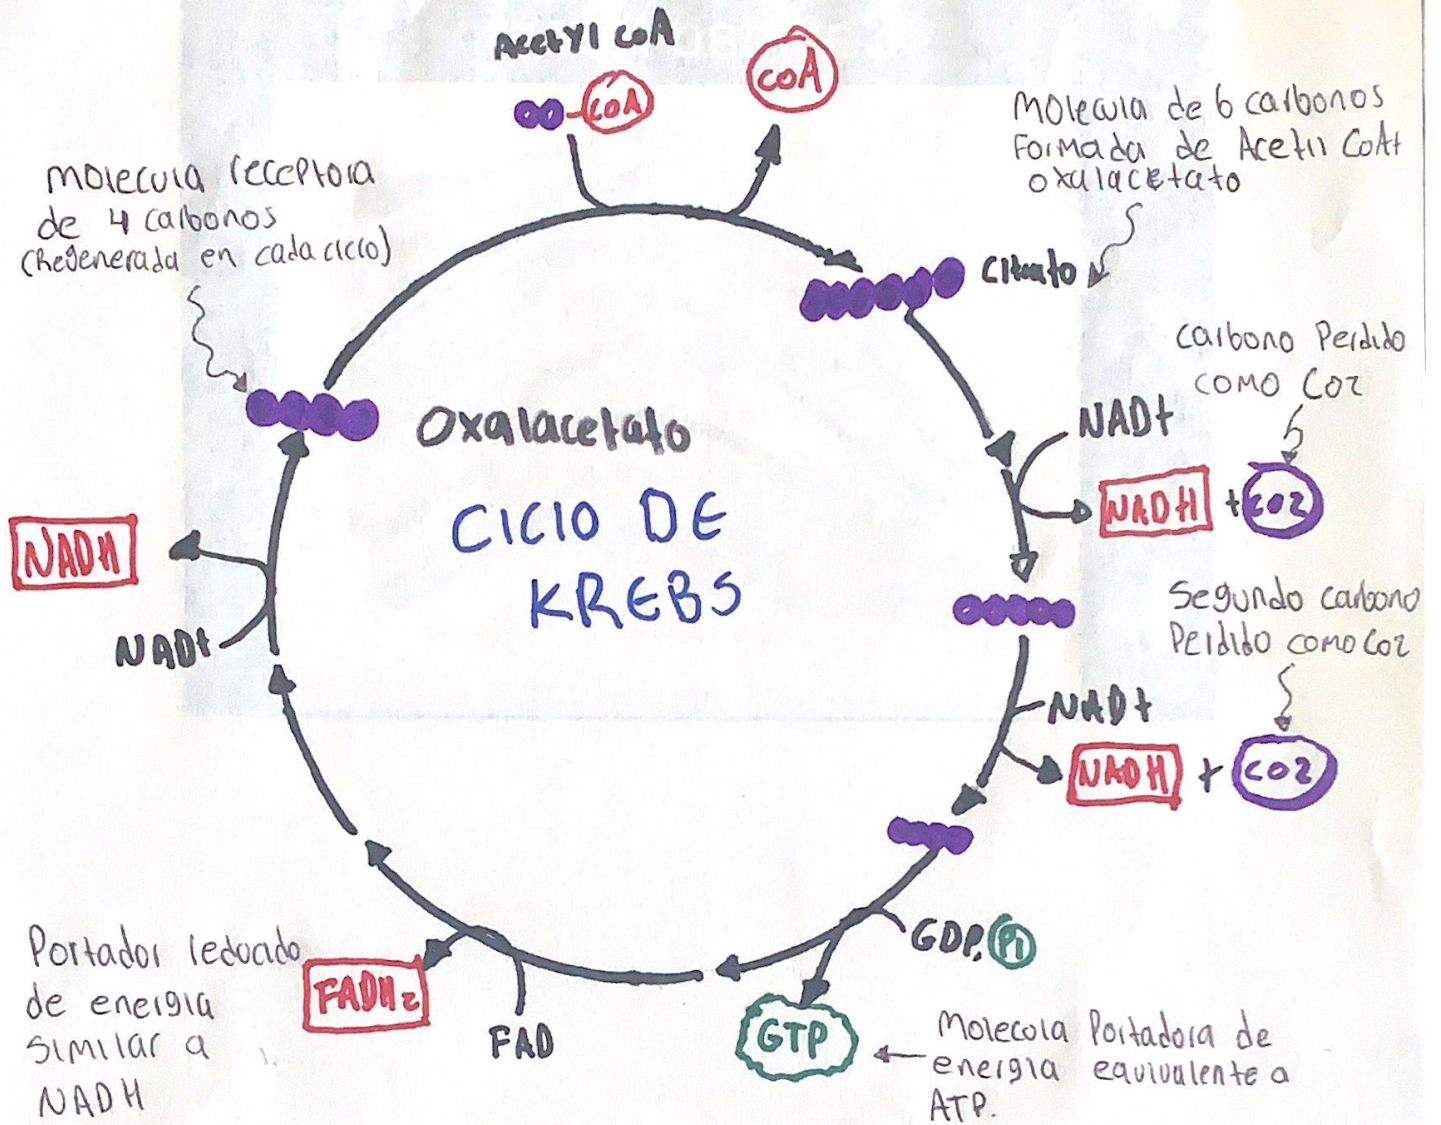 Acetyl CoA
CoA
CoA
Molecula de 6 carbonos
Formada de Acetil CoA+
oxalacetato
Molecula receptora
de 4 carbonos
(Regenerada en cada ciclo)
Citrato
Carbono Perdido
como CO2
NAD+
NADH + CO2
Oxalacetato
CICLO DE
KREBS
NADH
NAD+
Segundo carbono
Perdido como CO2
NAD+
NADH + CO2
GDP, Pi
GTP
Molecola Portadora de
energia equivalente a
ATP.
Portador reducido
de energia
similar a
NADH
FADH2
FAD